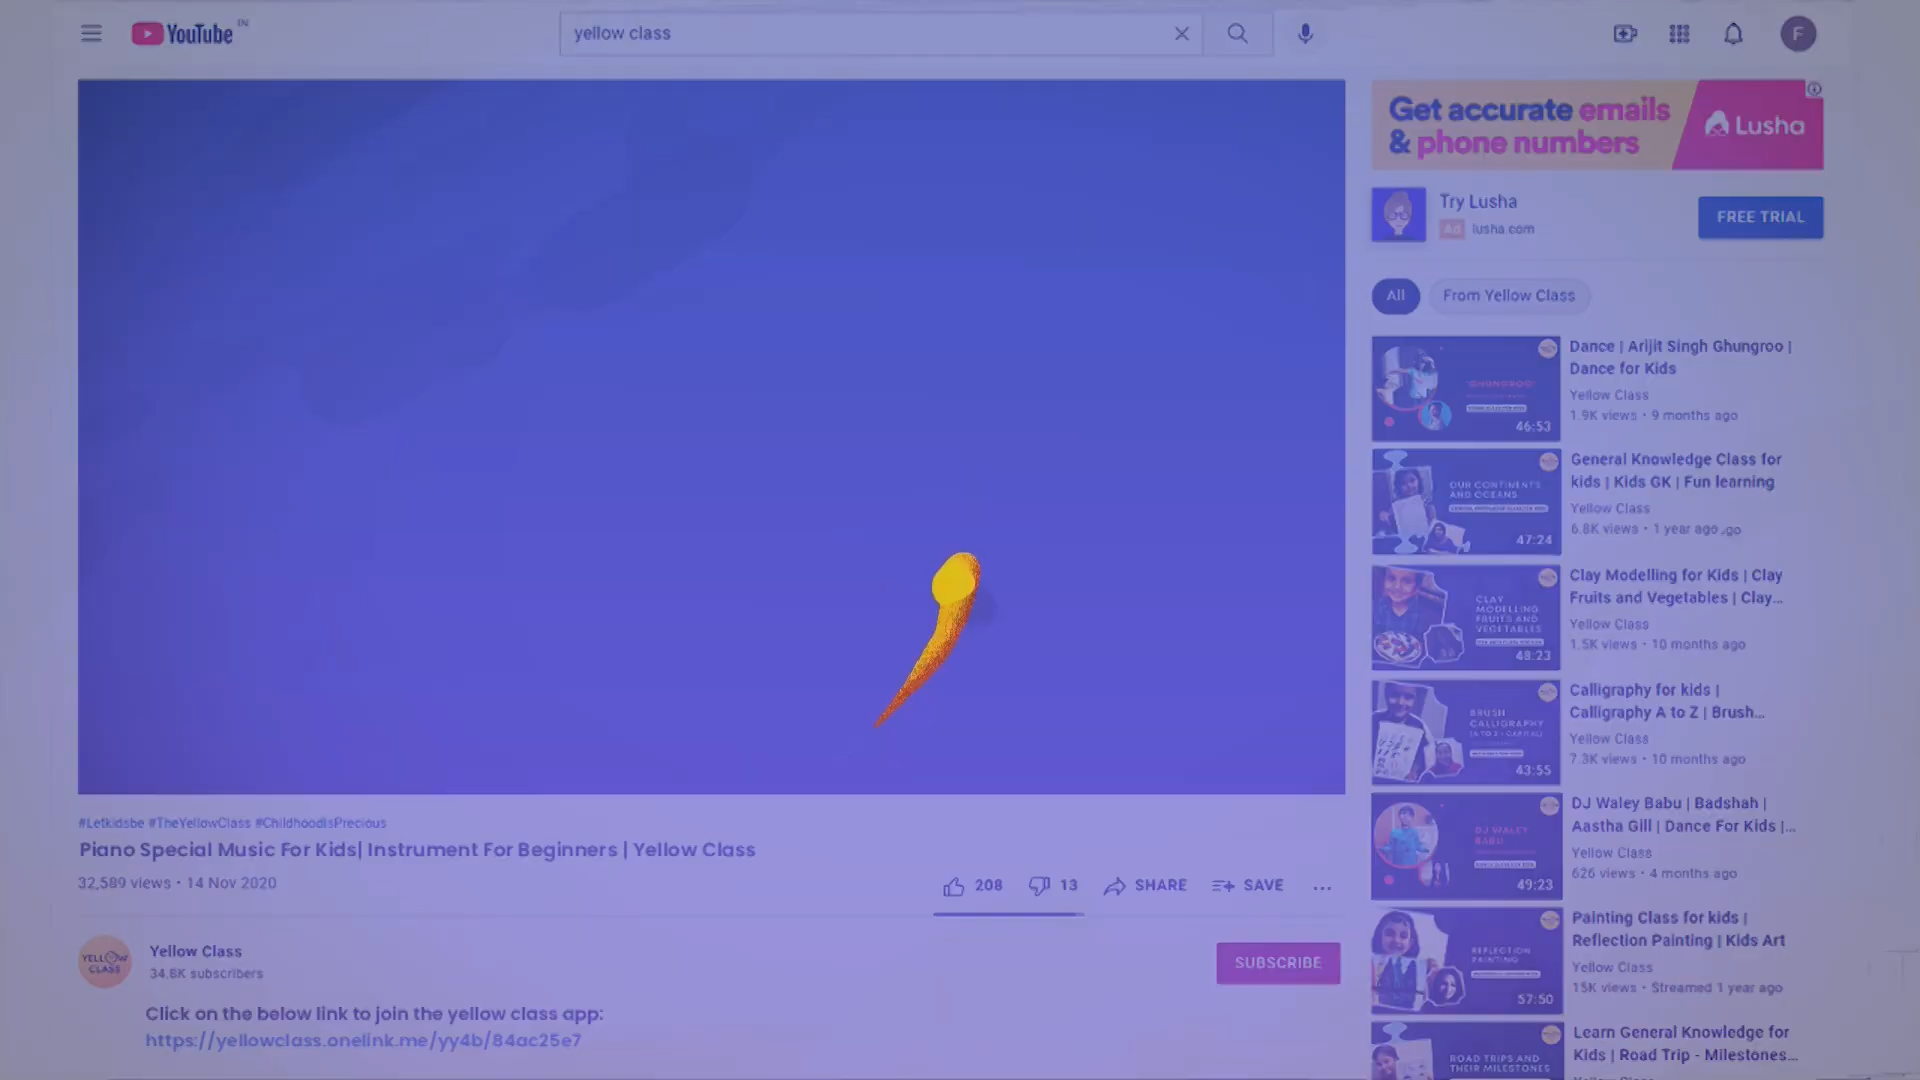 YouTube IN
yellow class
F
Get accurate emails
& phone numbers
Lusha
Try Lusha
Ad lusha.com
FREE TRIAL
All
From Yellow Class
Dance | Arijit Singh Ghungroo |
Dance for Kids
Yellow Class
1.9K views • 9 months ago
GHUNGROO
46:53
General Knowledge Class for
kids | Kids GK | Fun learning
Yellow Class
6.8K views • 1 year ago
OUR CONTINENTS
AND OCEANS
47:24
Clay Modelling for Kids | Clay
Fruits and Vegetables | Clay...
Yellow Class
1.5K views • 10 months ago
CLAY
MODELLING
FRUITS AND
VEGETABLES
48:23
Calligraphy for kids |
Calligraphy A to Z | Brush...
Yellow Class
7.3K views • 10 months ago
BRUSH
CALLIGRAPHY
43:55
DJ Waley Babu | Badshah |
Aastha Gill | Dance For Kids |...
Yellow Class
626 views • 4 months ago
DJ WALEY
BABU
49:23
Painting Class for kids |
Reflection Painting | Kids Art
Yellow Class
15K views • Streamed 1 year ago
REFLECTION
PAINTING
57:50
Learn General Knowledge for
Kids | Road Trip - Milestones...
ROAD TRIPS AND
THEIR MILESTONES
#Letkidsbe #TheYellowClass #ChildhoodIsPrecious
Piano Special Music For Kids| Instrument For Beginners | Yellow Class
32,589 views • 14 Nov 2020
208
13
SHARE
SAVE
...
YELLOW
CLASS
Yellow Class
34.8K subscribers
SUBSCRIBE
Click on the below link to join the yellow class app:
https://yellowclass.onelink.me/yy4b/84ac25e7